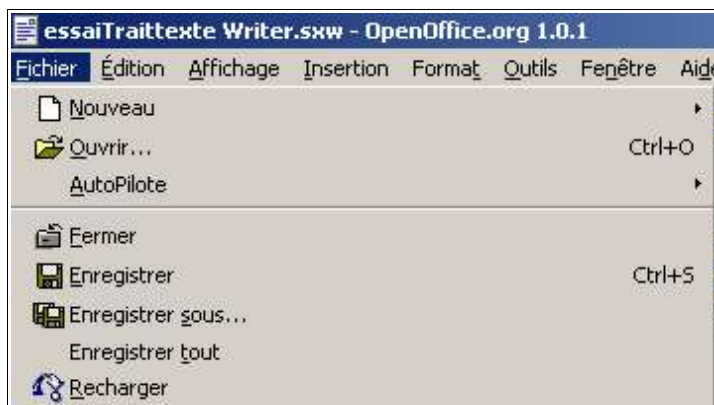 essaiTraittexte Writer.sxw - OpenOffice.org 1.0.1
Fichier Édition Affichage Insertion Format Outils Fenêtre Aide
Nouveau
Ouvrir... Ctrl+O
AutoPilote
Fermer
Enregistrer Ctrl+S
Enregistrer sous...
Enregistrer tout
Recharger